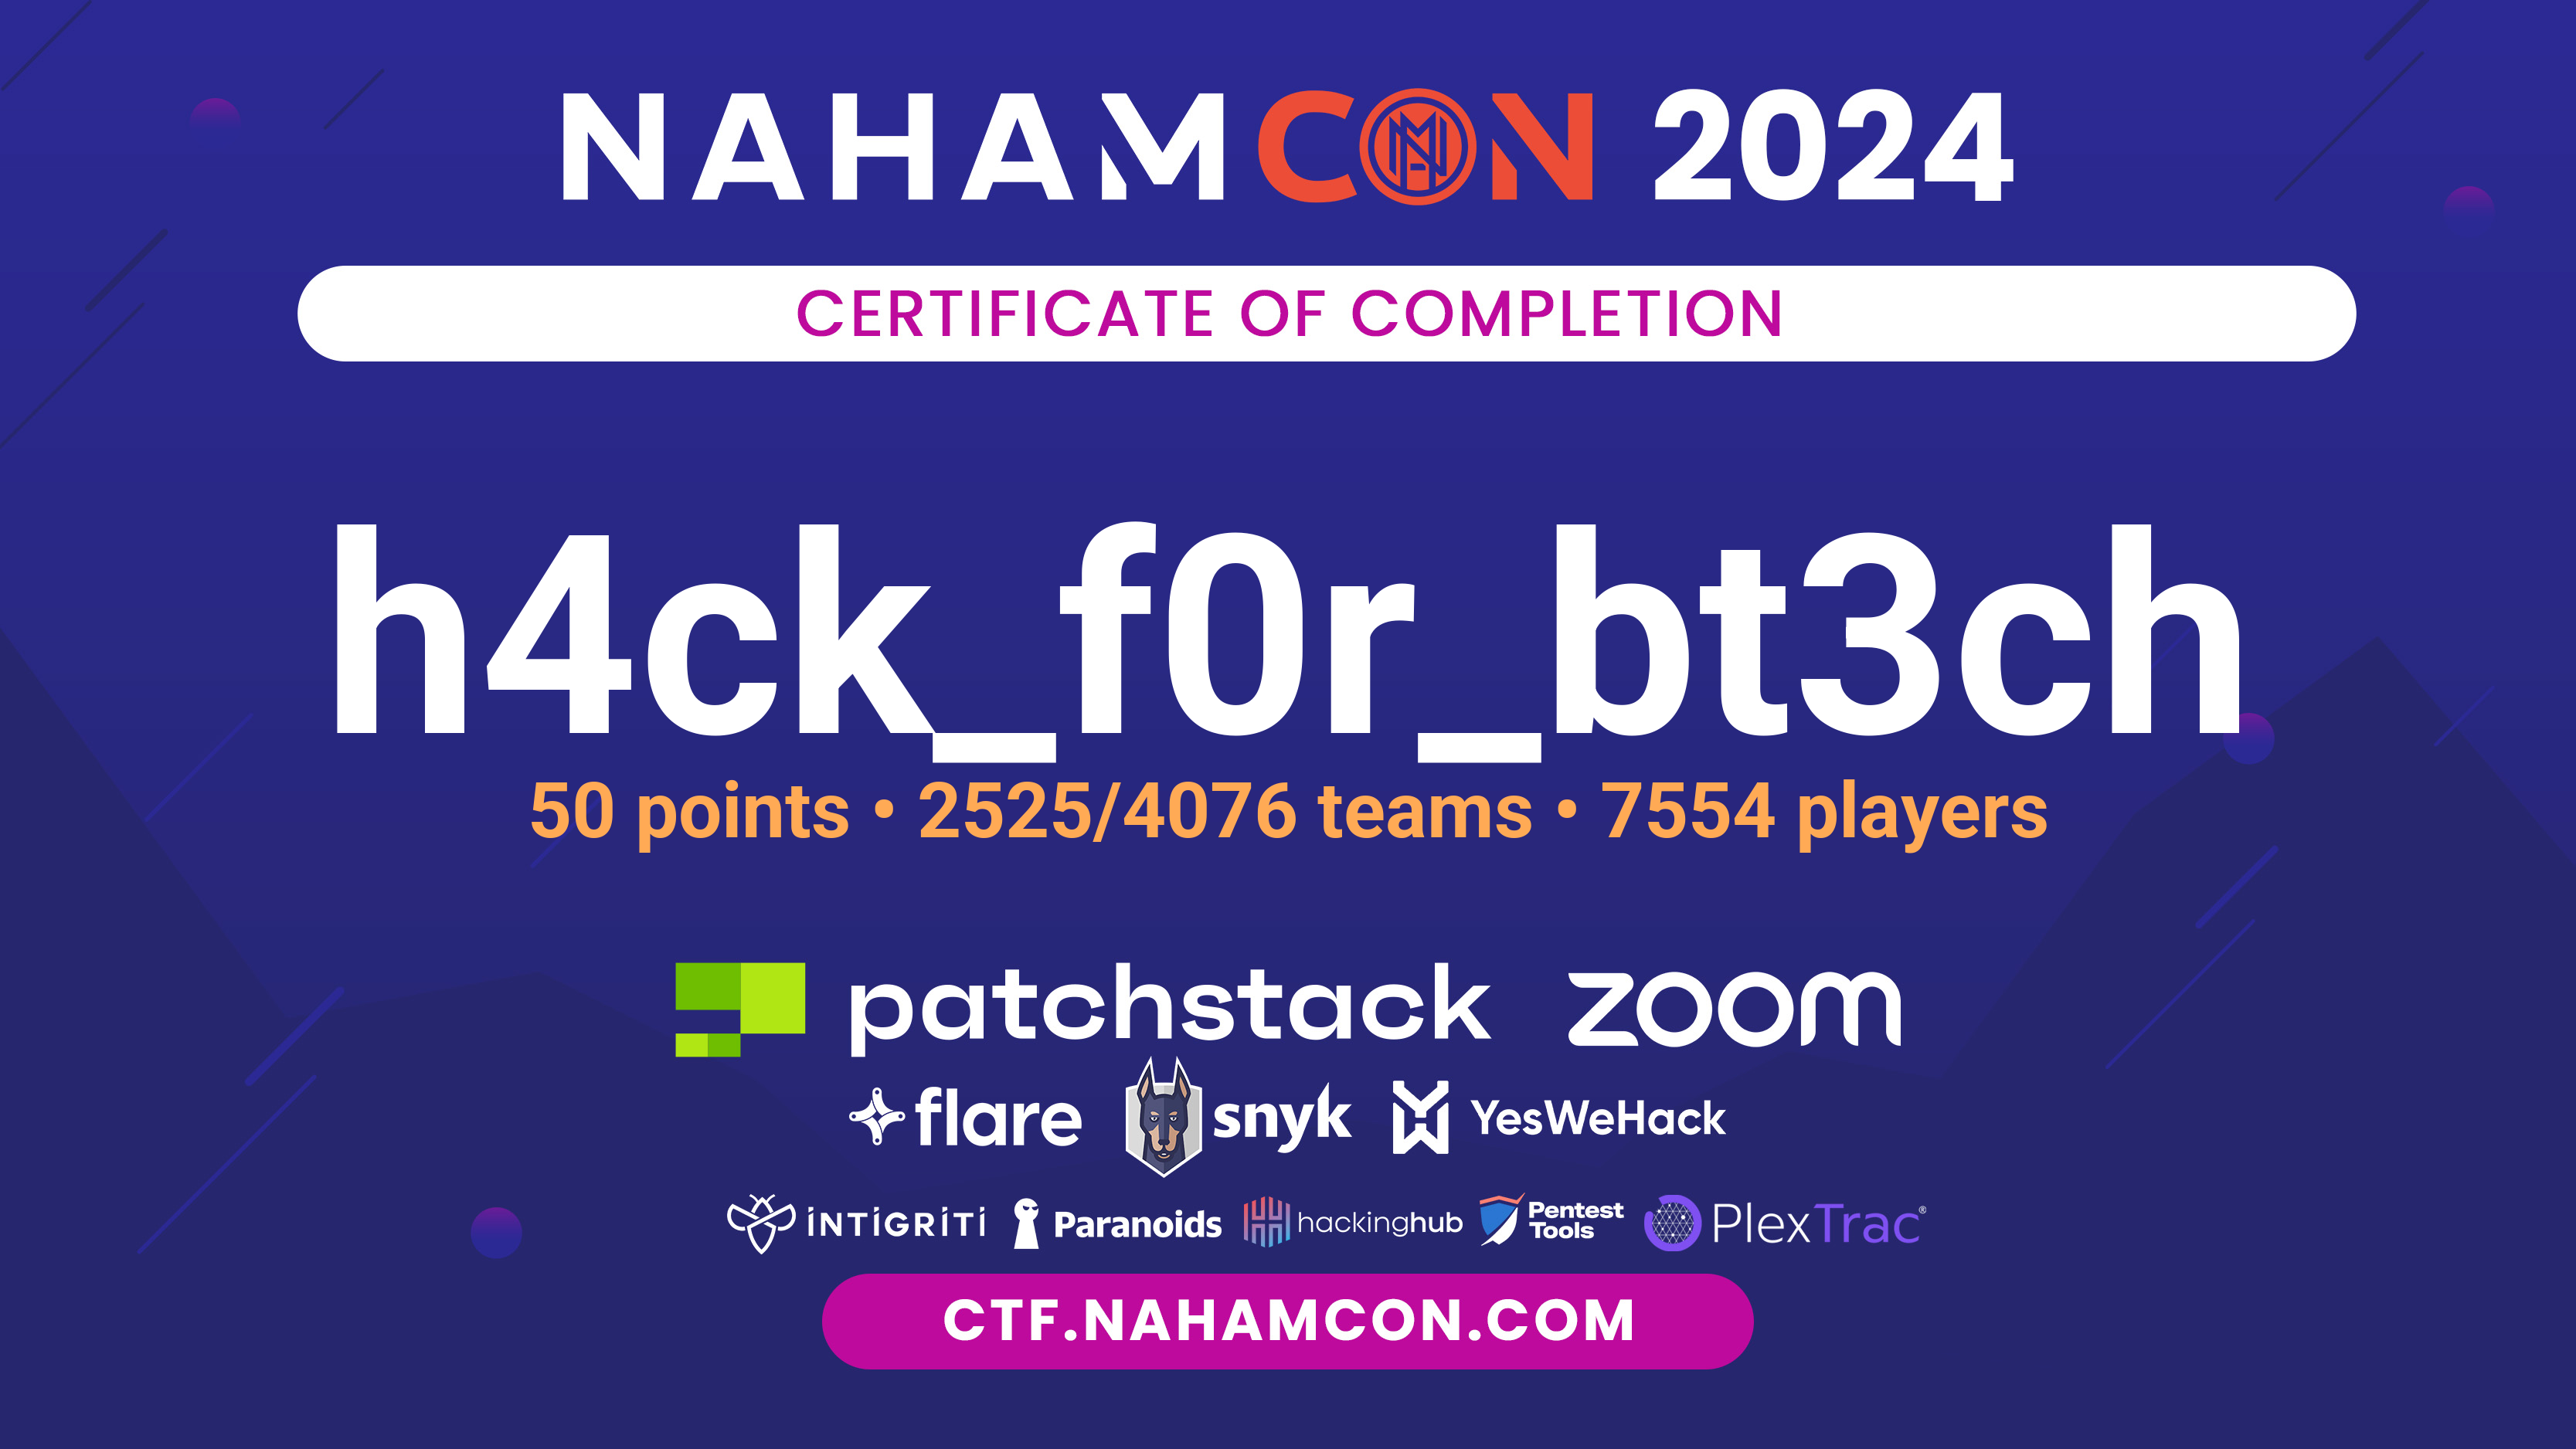 NAHAMCON 2024
CERTIFICATE OF COMPLETION
h4ck_f0r_bt3ch
50 points • 2525/4076 teams • 7554 players
patchstack zoom
flare snyk YesWeHack
INTIGRITI Paranoids hackinghub Pentest Tools PlexTrac®
CTF.NAHAMCON.COM